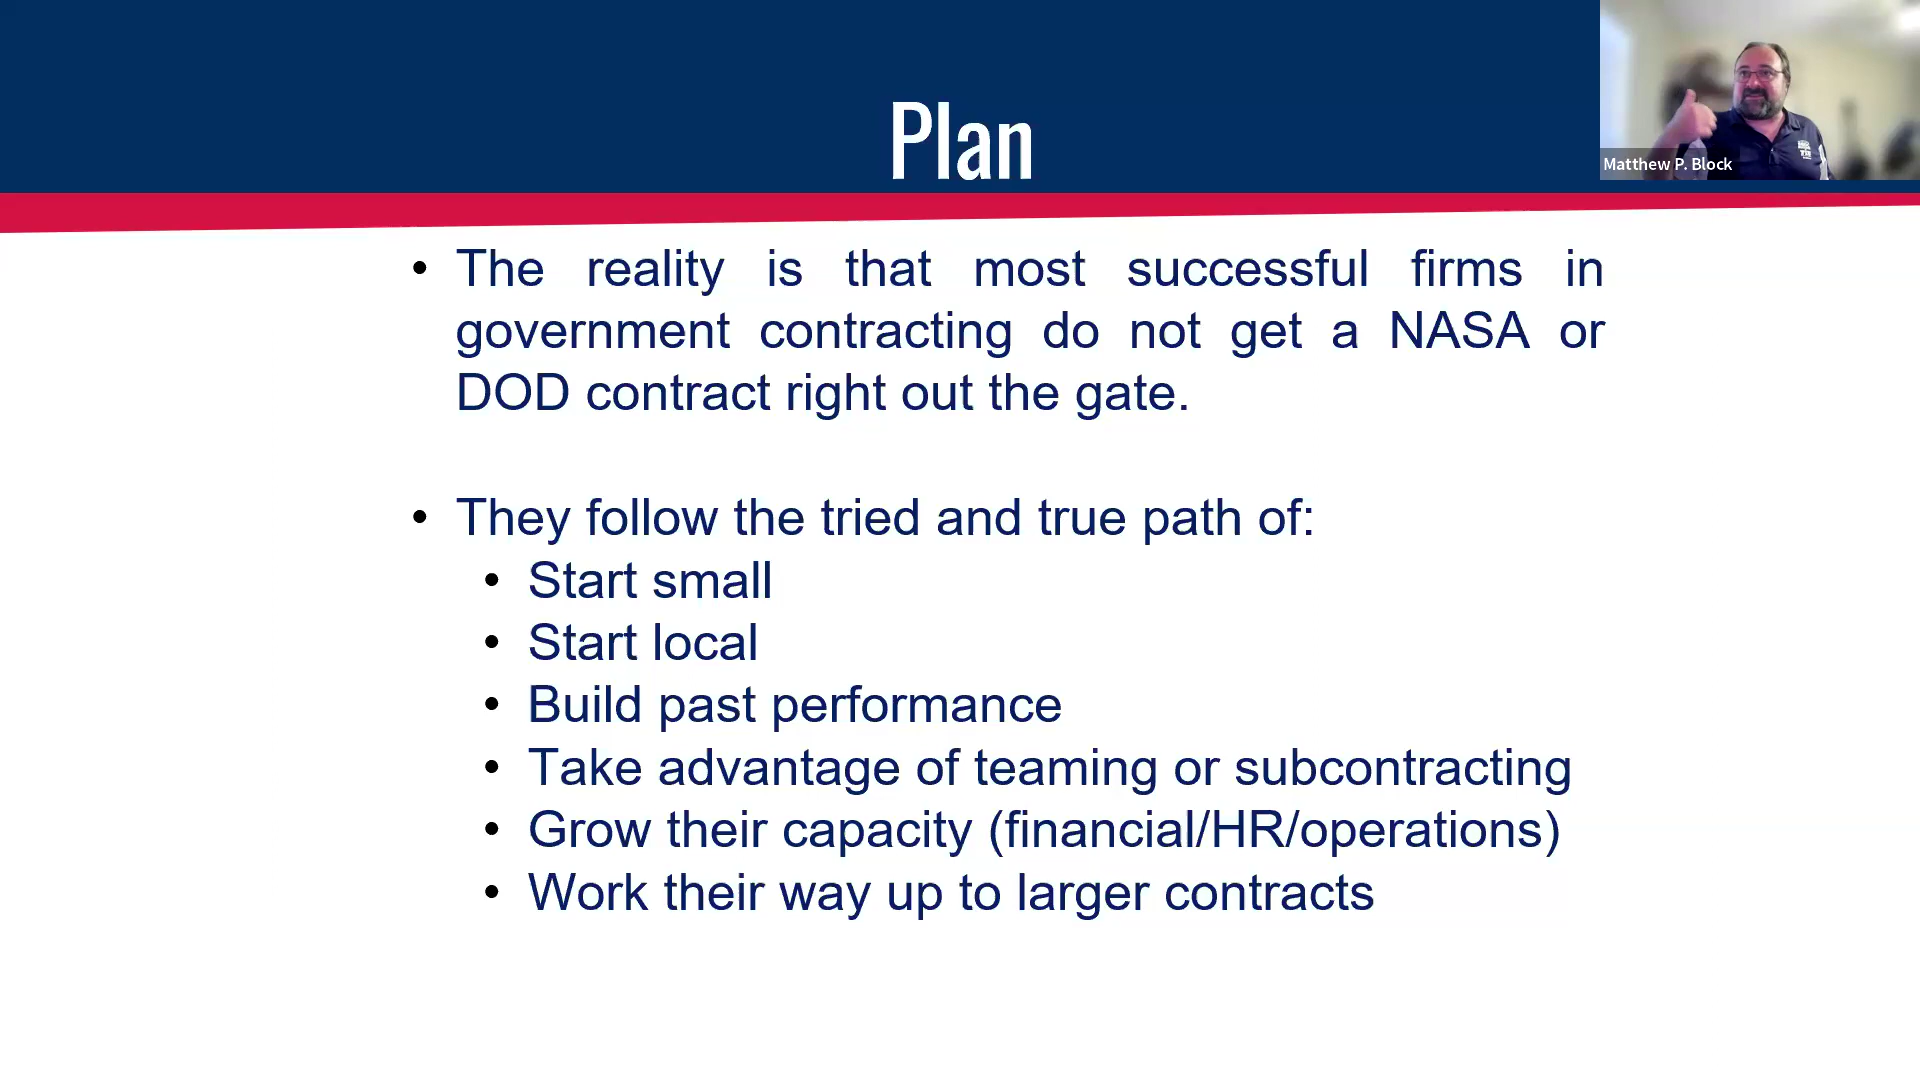 Plan
Matthew P. Block
• The reality is that most successful firms in
government contracting do not get a NASA or
DOD contract right out the gate.
• They follow the tried and true path of:
• Start small
• Start local
• Build past performance
• Take advantage of teaming or subcontracting
• Grow their capacity (financial/HR/operations)
• Work their way up to larger contracts